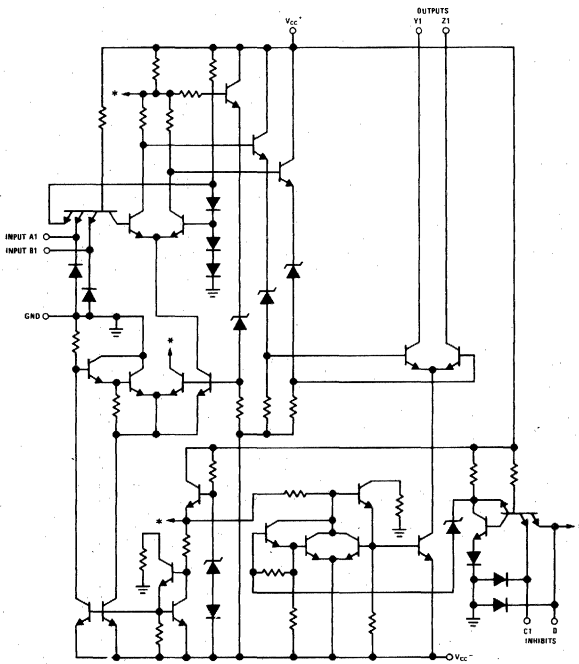 OUTPUTS
VCC+ Y1 Z1
*
INPUT A1
INPUT B1
GND
*
*
C1 D
INHIBITS
VCC−